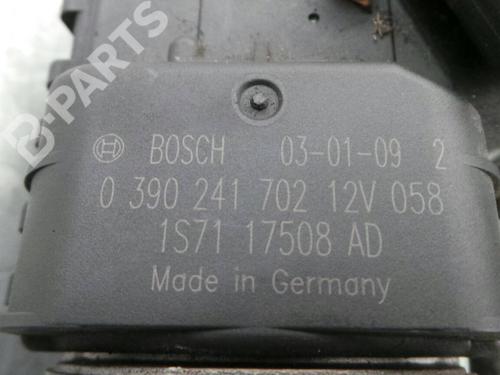 B-PARTS
BOSCH 03-01-09 2
0 390 241 702 12V 058
1S71 17508 AD
Made in Germany